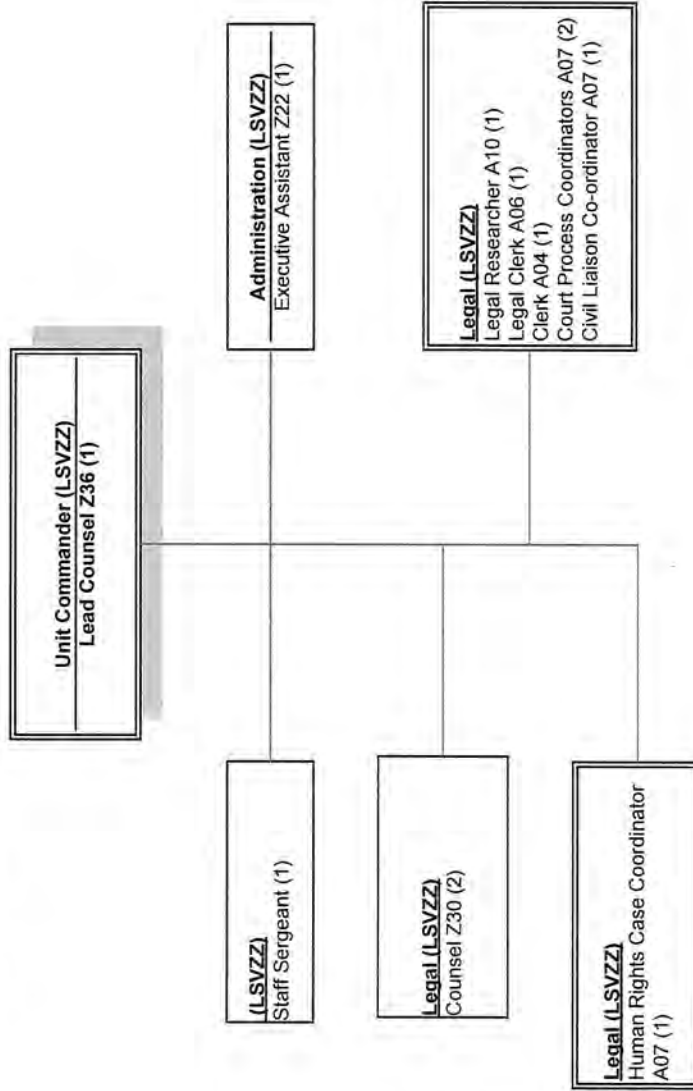 Unit Commander (LSVZZ)
Lead Counsel Z36 (1)
(LSVZZ)
Staff Sergeant (1)
Administration (LSVZZ)
Executive Assistant Z22 (1)
Legal (LSVZZ)
Counsel Z30 (2)
Legal (LSVZZ)
Legal Researcher A10 (1)
Legal Clerk A06 (1)
Clerk A04 (1)
Court Process Coordinators A07 (2)
Civil Liaison Co-ordinator A07 (1)
Legal (LSVZZ)
Human Rights Case Coordinator
A07 (1)